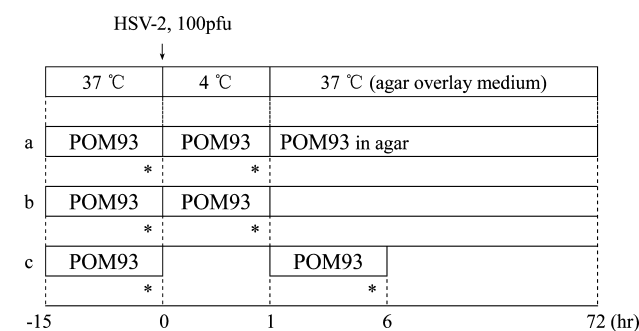 HSV-2, 100pfu
37 ℃ 4 ℃ 37 ℃ (agar overlay medium)
a POM93 POM93 POM93 in agar
* *
b POM93 POM93
* *
c POM93 POM93
* *
-15 0 1 6 72 (hr)